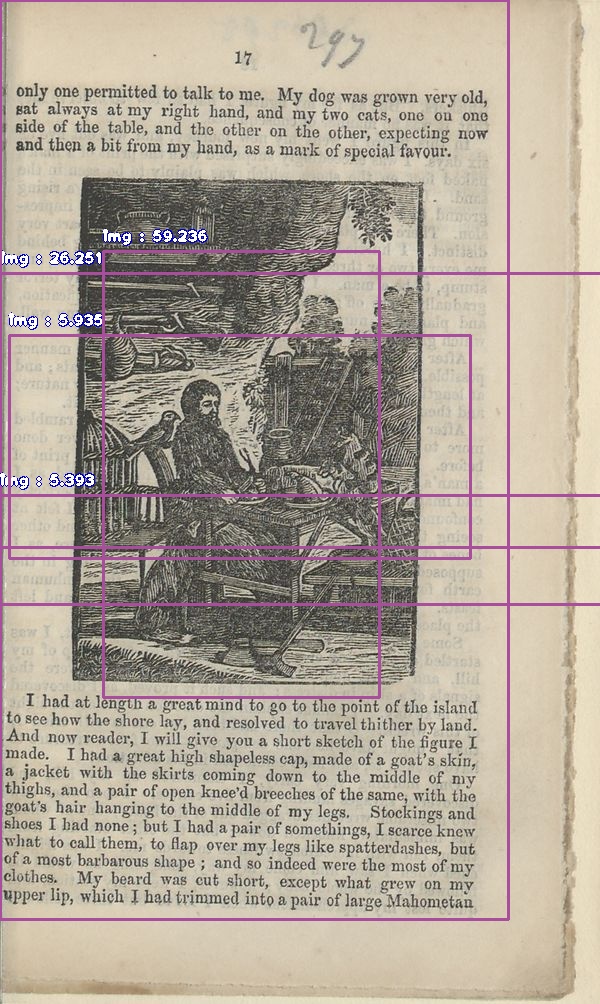 297
17
only one permitted to talk to me. My dog was grown very old,
sat always at my right hand, and my two cats, one on one
side of the table, and the other on the other, expecting now
and then a bit from my hand, as a mark of special favour.
Img : 59.236
Img : 26.251
Img : 5.935
Img : 5.393
I had at length a great mind to go to the point of the island
to see how the shore lay, and resolved to travel thither by land.
And now reader, I will give you a short sketch of the figure I
made. I had a great high shapeless cap, made of a goat's skin,
a jacket with the skirts coming down to the middle of my
thighs, and a pair of open knee'd breeches of the same, with the
goat's hair hanging to the middle of my legs. Stockings and
shoes I had none; but I had a pair of somethings, I scarce knew
what to call them, to flap over my legs like spatterdashes, but
of a most barbarous shape; and so indeed were the most of my
clothes. My beard was cut short, except what grew on my
upper lip, which I had trimmed into a pair of large Mahometan